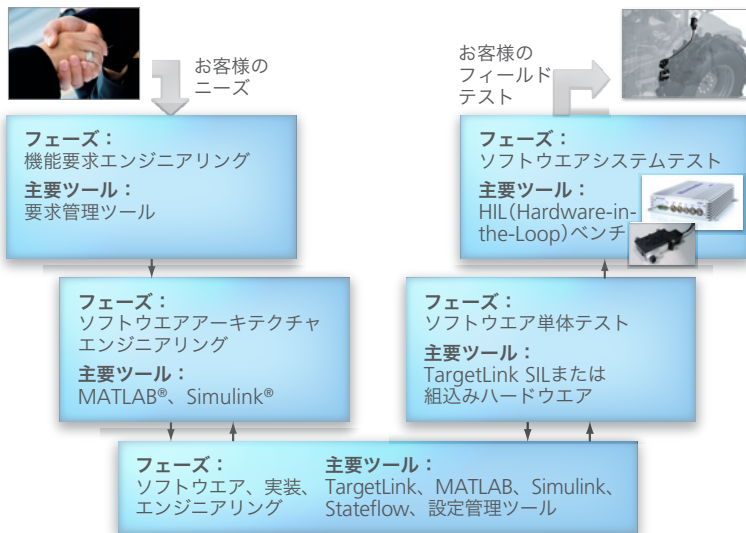 お客様の
ニーズ
フェーズ：
機能要求エンジニアリング
主要ツール：
要求管理ツール
フェーズ：
ソフトウエアアーキテクチャ
エンジニアリング
主要ツール：
MATLAB®、Simulink®
フェーズ：
ソフトウエア、実装、
エンジニアリング
主要ツール：
TargetLink、MATLAB、Simulink、
Stateflow、設定管理ツール
フェーズ：
ソフトウエア単体テスト
主要ツール：
TargetLink SILまたは
組込みハードウエア
フェーズ：
ソフトウエアシステムテスト
主要ツール：
HIL（Hardware-in-
the-Loop）ベンチ
お客様の
フィールド
テスト